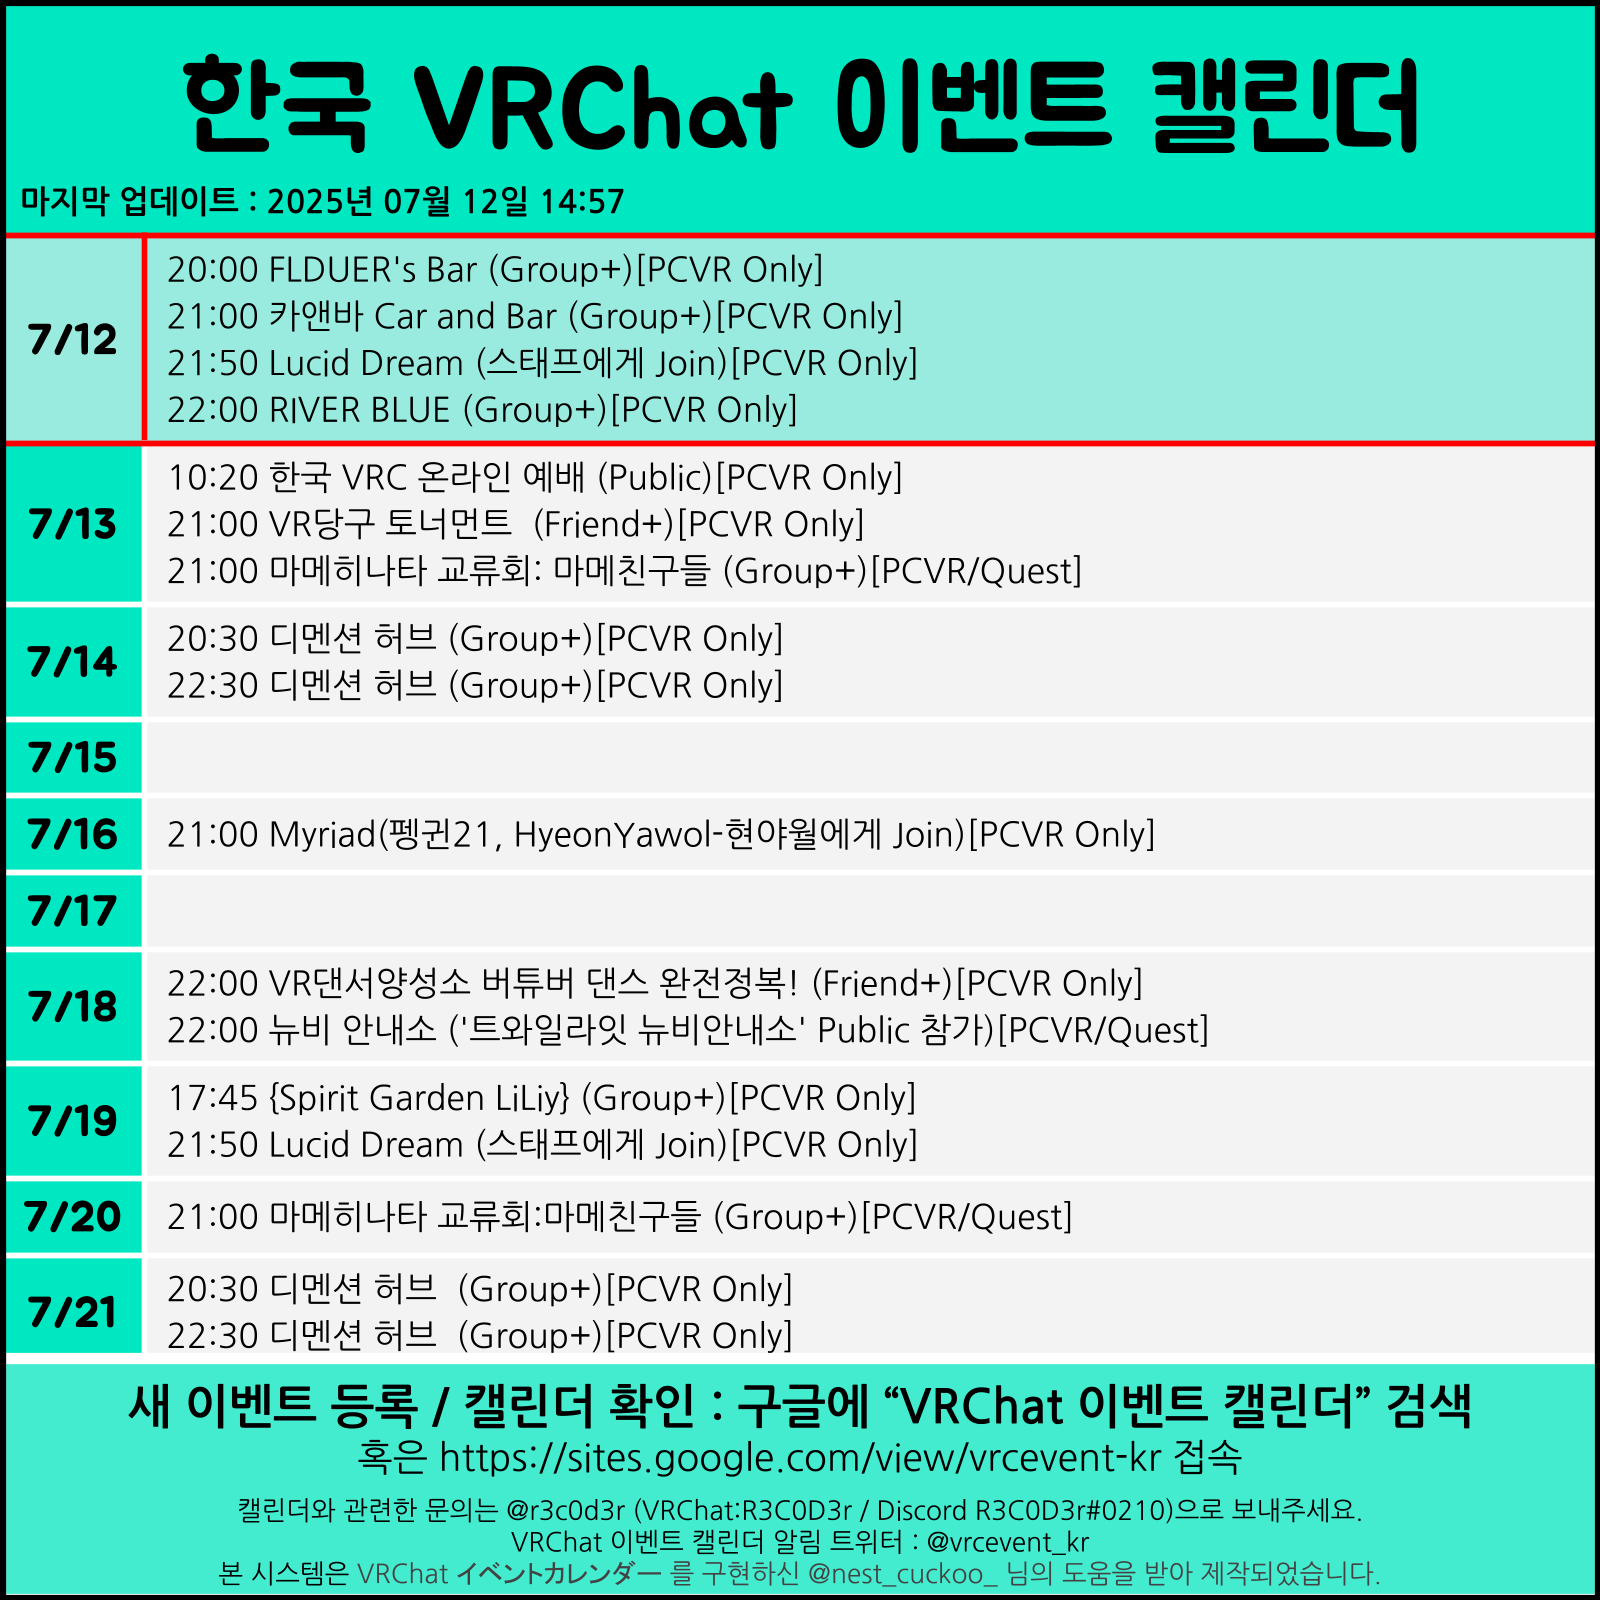 한국 VRChat 이벤트 캘린더
마지막 업데이트 : 2025년 07월 12일 14:57
7/12
20:00 FLDUER's Bar (Group+)[PCVR Only]
21:00 카앤바 Car and Bar (Group+)[PCVR Only]
21:50 Lucid Dream (스태프에게 Join)[PCVR Only]
22:00 RIVER BLUE (Group+)[PCVR Only]
7/13
10:20 한국 VRC 온라인 예배 (Public)[PCVR Only]
21:00 VR당구 토너먼트  (Friend+)[PCVR Only]
21:00 마메히나타 교류회: 마메친구들 (Group+)[PCVR/Quest]
7/14
20:30 디멘션 허브 (Group+)[PCVR Only]
22:30 디멘션 허브 (Group+)[PCVR Only]
7/15
7/16
21:00 Myriad(펭귄21, HyeonYawol-현야월에게 Join)[PCVR Only]
7/17
7/18
22:00 VR댄서양성소 버튜버 댄스 완전정복! (Friend+)[PCVR Only]
22:00 뉴비 안내소 ('트와일라잇 뉴비안내소' Public 참가)[PCVR/Quest]
7/19
17:45 {Spirit Garden LiLiy} (Group+)[PCVR Only]
21:50 Lucid Dream (스태프에게 Join)[PCVR Only]
7/20
21:00 마메히나타 교류회:마메친구들 (Group+)[PCVR/Quest]
7/21
20:30 디멘션 허브  (Group+)[PCVR Only]
22:30 디멘션 허브  (Group+)[PCVR Only]
새 이벤트 등록 / 캘린더 확인 : 구글에 “VRChat 이벤트 캘린더” 검색
혹은 https://sites.google.com/view/vrcevent-kr 접속
캘린더와 관련한 문의는 @r3c0d3r (VRChat:R3C0D3r / Discord R3C0D3r#0210)으로 보내주세요.
VRChat 이벤트 캘린더 알림 트위터 : @vrcevent_kr
본 시스템은 VRChat イベントカレンダー 를 구현하신 @nest_cuckoo_ 님의 도움을 받아 제작되었습니다.